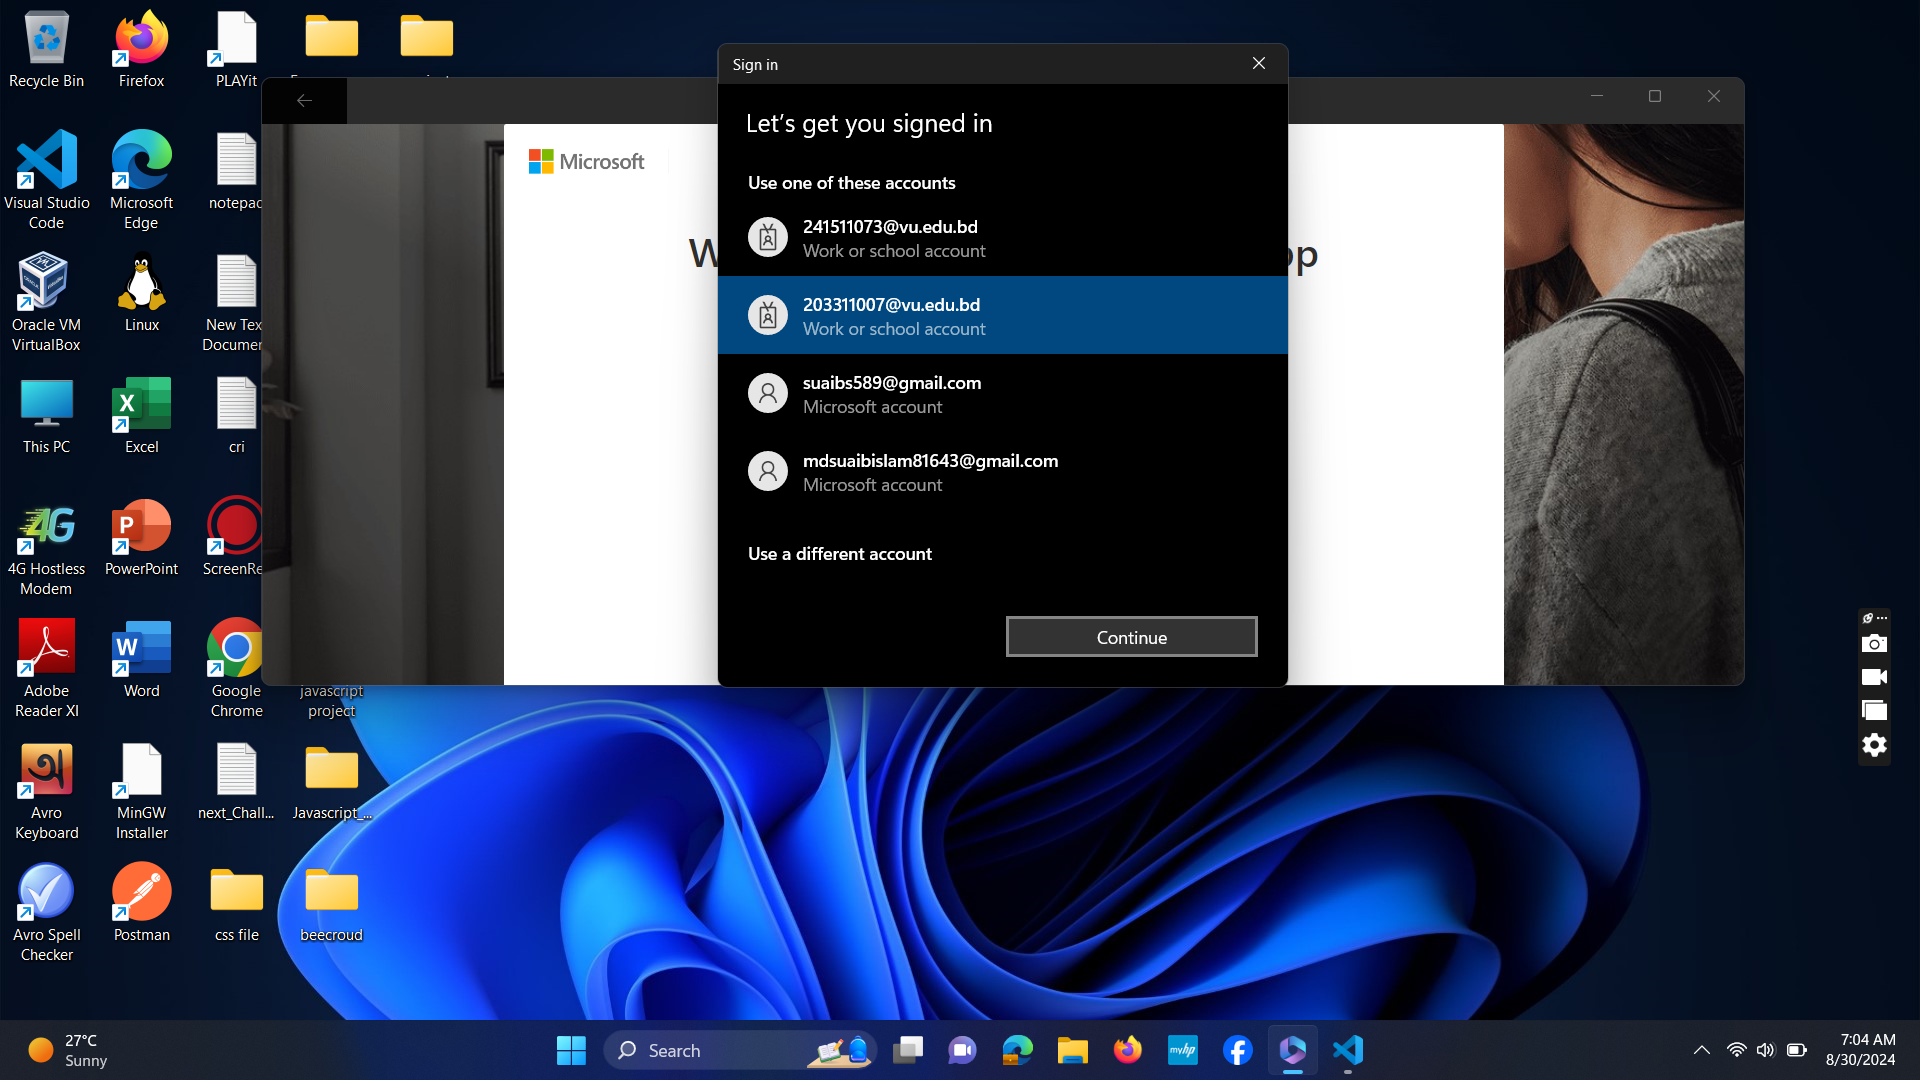 Recycle Bin
Firefox
PLAYit
Visual Studio
Code
Microsoft
Edge
Oracle VM
VirtualBox
Linux
New
This PC
Excel
cri
4G Hostless
Modem
PowerPoint
Adobe
Reader XI
Word
Google
Chrome
javascript
project
Avro
Keyboard
MinGW
Installer
next_Chall...
Javascript_...
Avro Spell
Checker
Postman
css file
beecroud
Microsoft
Sign in
Let's get you signed in
Use one of these accounts
241511073@vu.edu.bd
Work or school account
203311007@vu.edu.bd
Work or school account
suaibs589@gmail.com
Microsoft account
mdsuaibislam81643@gmail.com
Microsoft account
Use a different account
Continue
27°C
Sunny
Search
myhp
7:04 AM
8/30/2024